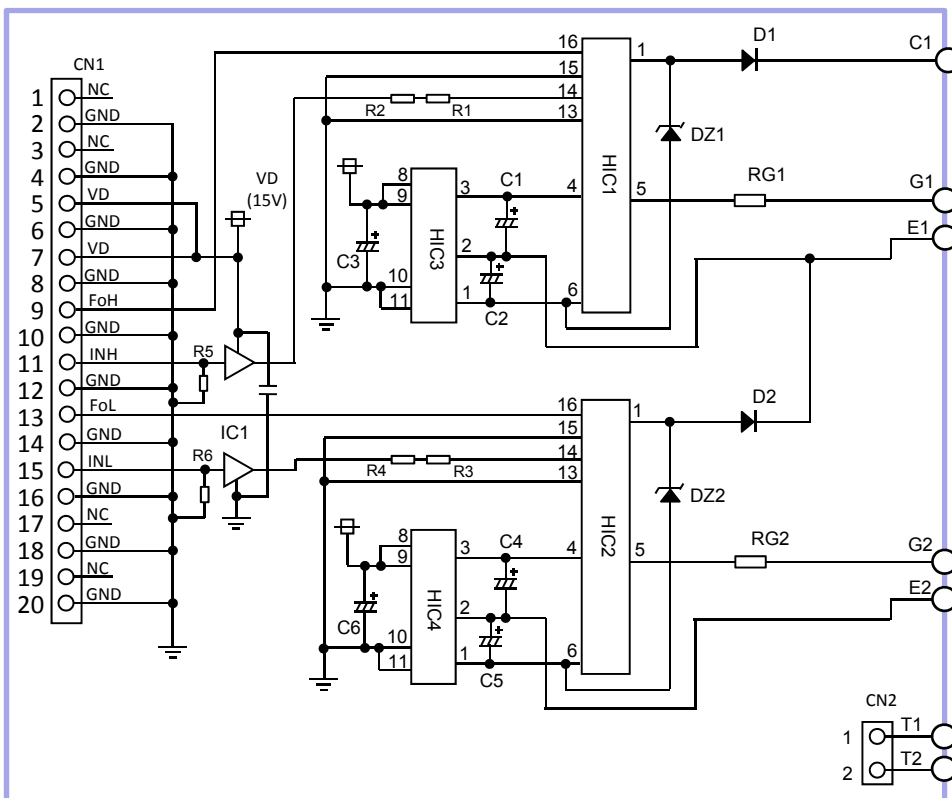 CN1
1 NC
2 GND
3 NC
4 GND
5 VD
6 GND
7 VD
8 GND
9 FoH
10 GND
11 INH
12 GND
13 FoL
14 GND
15 INL
16 GND
17 NC
18 GND
19 NC
20 GND
VD
(15V)
R5
IC1
R6
16
15
14
13
R2 R1
HIC1
1
4
5
6
D1
C1
DZ1
RG1
G1
E1
8
9
10
11
HIC3
3
2
1
C1
C2
C3
16
15
14
13
R4 R3
HIC2
1
4
5
6
D2
DZ2
RG2
G2
E2
8
9
10
11
HIC4
3
2
1
C4
C5
C6
+
+
+
+
+
+
CN2
1 T1
2 T2